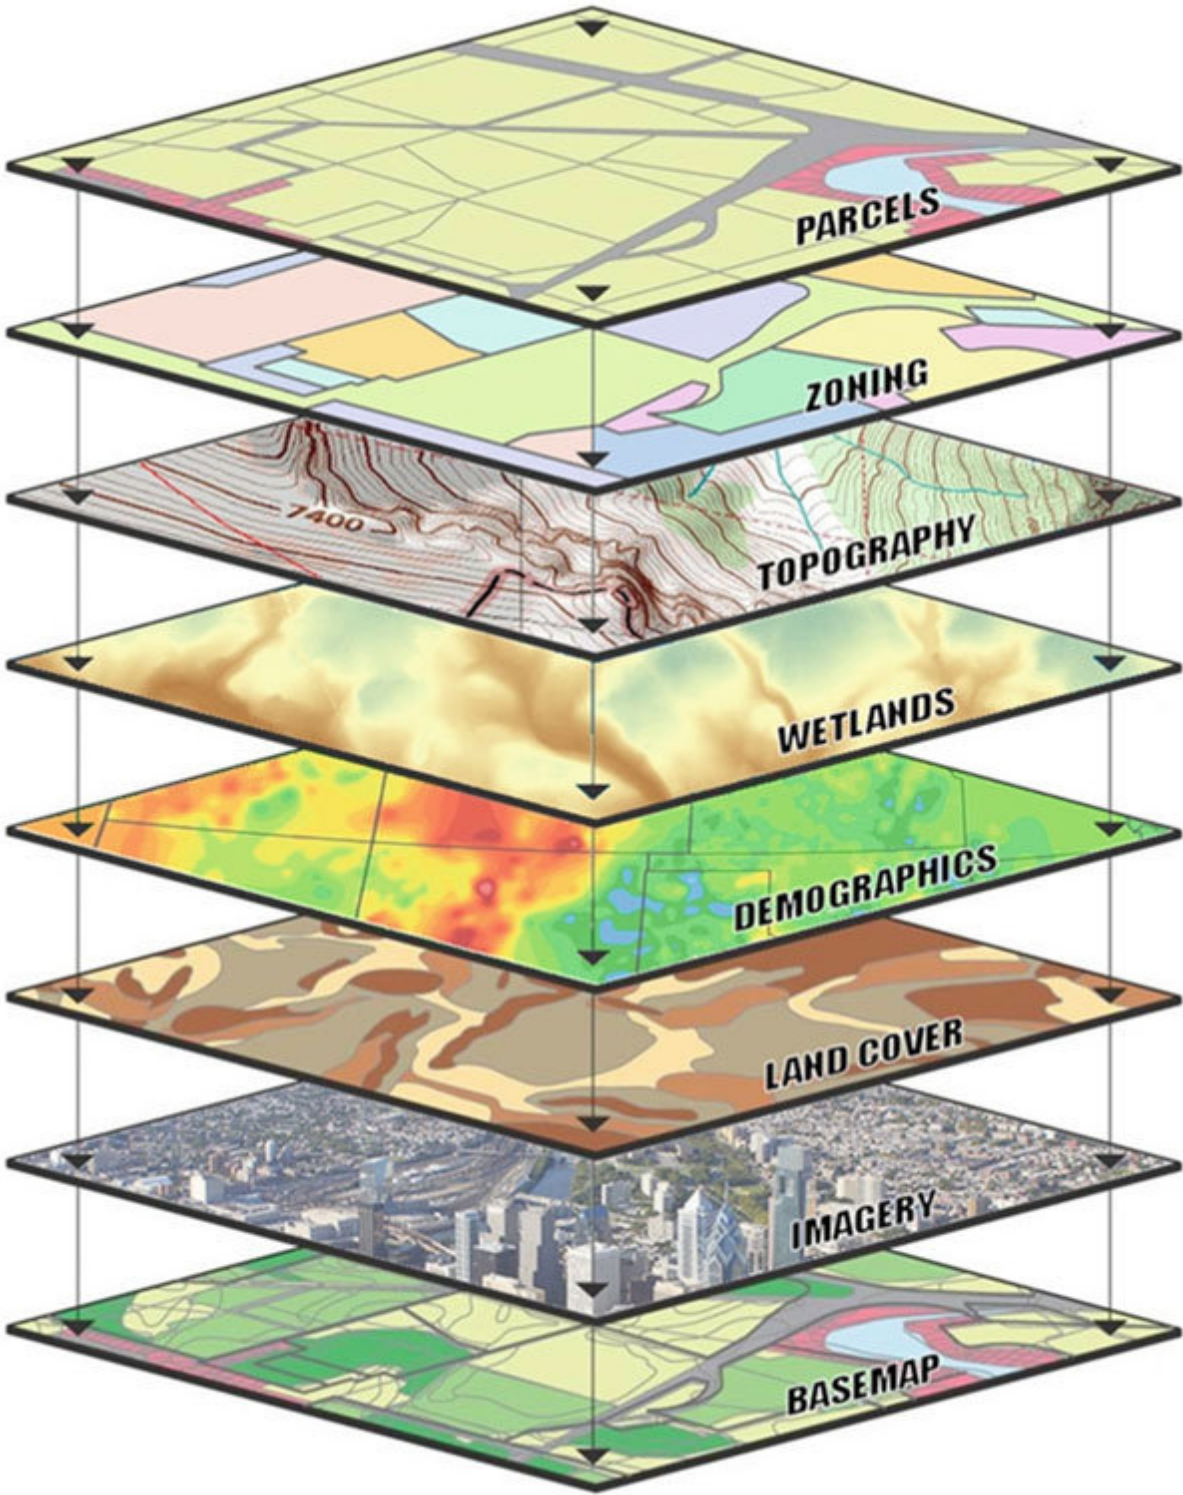 PARCELS
ZONING
7400
TOPOGRAPHY
WETLANDS
DEMOGRAPHICS
LAND COVER
IMAGERY
BASEMAP